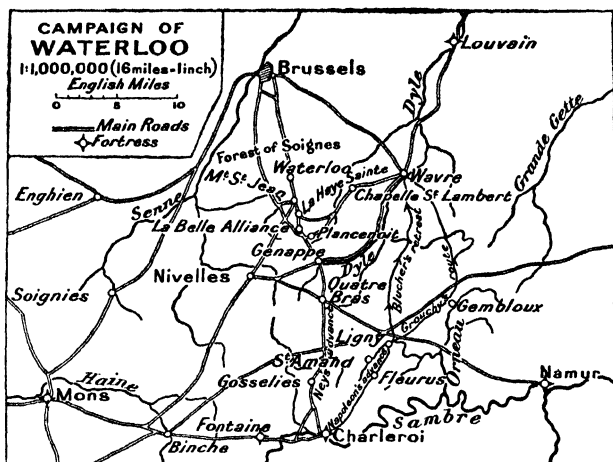 CAMPAIGN OF
WATERLOO
1:1,000,000 (16miles=1inch)
English Miles
0 5 10
Main Roads
Fortress
Louvain
Brussels
Dyle
Grande Gette
Forest of Soignes
Waterloo
Mt St Jean
La Haye Sainte
Wavre
Chapelle St Lambert
Enghien
Senne
La Belle Alliance
Plancenoit
Genappe
Dyle
Blucher's retreat
Grouchy's route
Nivelles
Quatre
Bras
Soignies
Gembloux
Ligny
Orneau
St Amand
Ney's advance
Napoleon's advance
Gosselies
Fleurus
Namur
Haine
Mons
Sambre
Fontaine
Charleroi
Binche